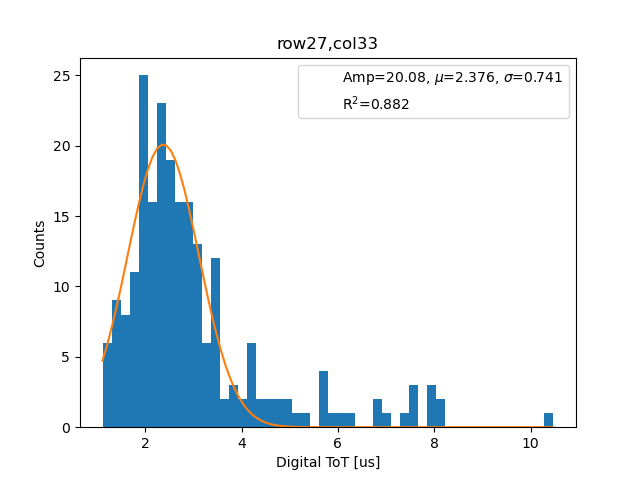 row27,col33
Amp=20.08, μ=2.376, σ=0.741
R²=0.882
Counts
25
20
15
10
5
0
2 4 6 8 10
Digital ToT [us]